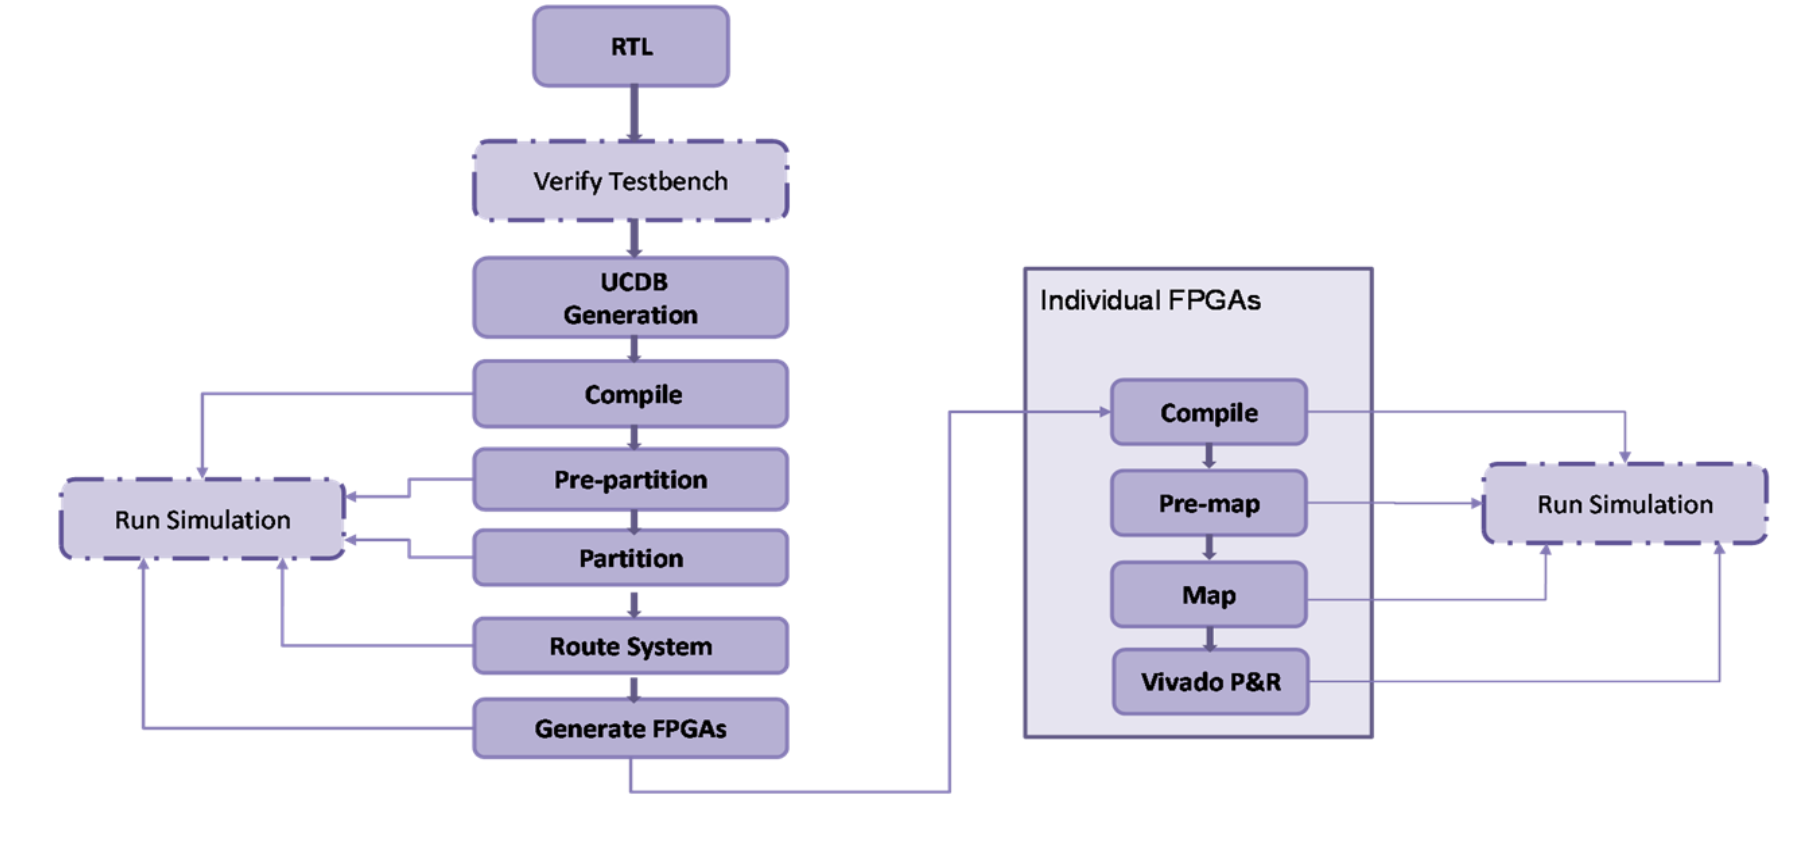 RTL
Verify Testbench
UCDB
Generation
Compile
Pre-partition
Run Simulation
Partition
Route System
Generate FPGAs
Individual FPGAs
Compile
Pre-map
Run Simulation
Map
Vivado P&R